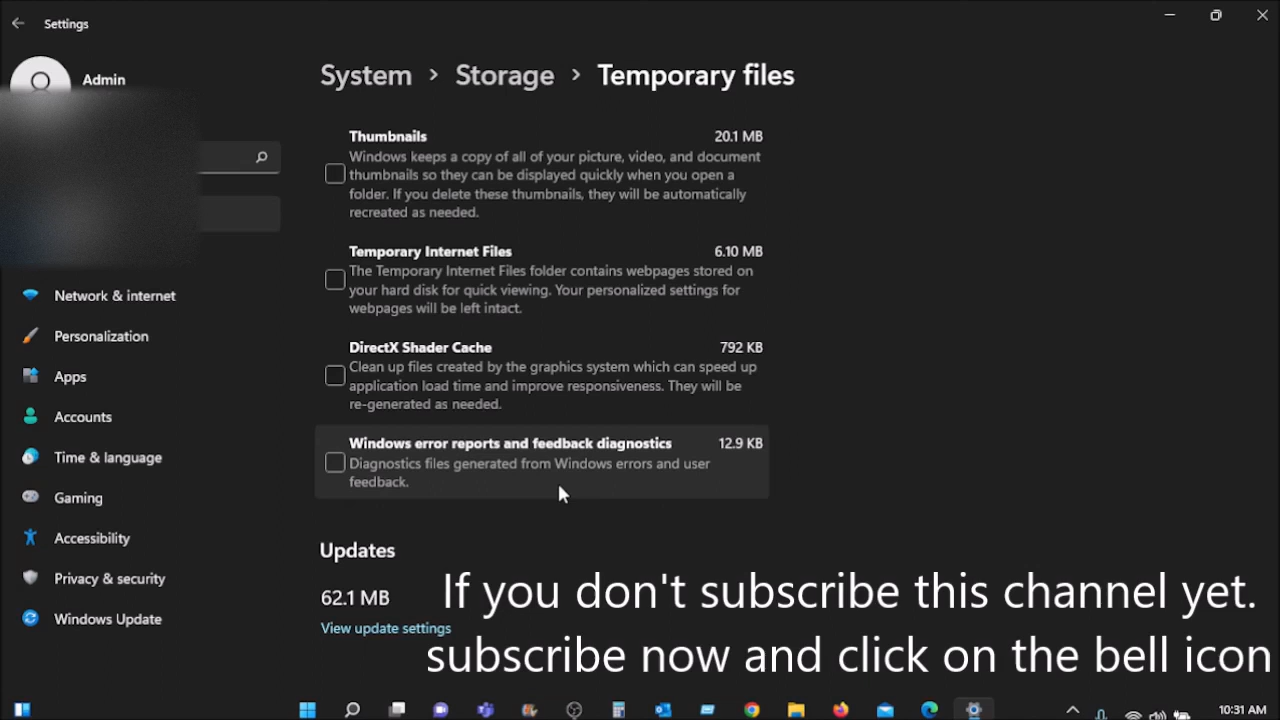 Settings
Admin
System > Storage > Temporary files
Thumbnails 20.1 MB
Windows keeps a copy of all of your picture, video, and document
thumbnails so they can be displayed quickly when you open a
folder. If you delete these thumbnails, they will be automatically
recreated as needed.
Temporary Internet Files 6.10 MB
The Temporary Internet Files folder contains webpages stored on
your hard disk for quick viewing. Your personalized settings for
webpages will be left intact.
DirectX Shader Cache 792 KB
Clean up files created by the graphics system which can speed up
application load time and improve responsiveness. They will be
re-generated as needed.
Windows error reports and feedback diagnostics 12.9 KB
Diagnostics files generated from Windows errors and user
feedback.
Updates
62.1 MB
View update settings
Network & internet
Personalization
Apps
Accounts
Time & language
Gaming
Accessibility
Privacy & security
Windows Update
If you don't subscribe this channel yet.
subscribe now and click on the bell icon
10:31 AM